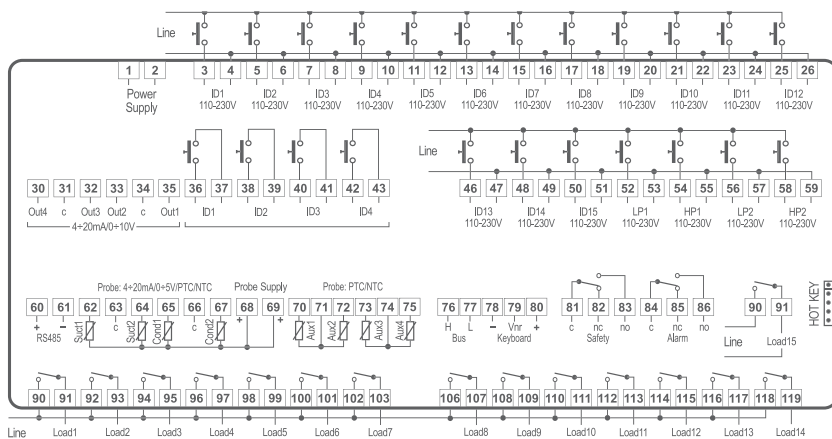 Line
1 2 3 4 5 6 7 8 9 10 11 12 13 14 15 16 17 18 19 20 21 22 23 24 25 26
Power Supply
ID1 ID2 ID3 ID4 ID5 ID6 ID7 ID8 ID9 ID10 ID11 ID12
110-230V 110-230V 110-230V 110-230V 110-230V 110-230V 110-230V 110-230V 110-230V 110-230V 110-230V 110-230V
Line
30 31 32 33 34 35 36 37 38 39 40 41 42 43
Out4 c Out3 Out2 c Out1 ID1 ID2 ID3 ID4
4÷20mA/0÷10V
46 47 48 49 50 51 52 53 54 55 56 57 58 59
ID13 ID14 ID15 LP1 HP1 LP2 HP2
110-230V 110-230V 110-230V 110-230V 110-230V 110-230V 110-230V
Probe: 4÷20mA/0÷5V/PTC/NTC Probe Supply Probe: PTC/NTC
60 61 62 63 64 65 66 67 68 69 70 71 72 73 74 75
+ − Suct1 c Suct2 Cond1 c Cond2 + + Aux1 Aux2 Aux3 Aux4
RS485
76 77 78 79 80 81 82 83 84 85 86 90 91
H L − Vnr + c nc no c nc no
Bus Keyboard Safety Alarm Line Load15
HOT KEY
90 91 92 93 94 95 96 97 98 99 100 101 102 103 106 107 108 109 110 111 112 113 114 115 116 117 118 119
Line Load1 Load2 Load3 Load4 Load5 Load6 Load7 Load8 Load9 Load10 Load11 Load12 Load13 Load14